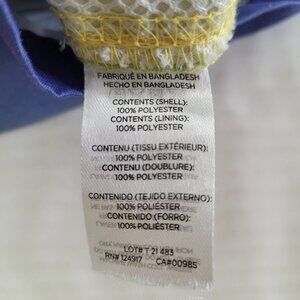 FABRIQUÉ EN BANGLADESH
HECHO EN BANGLADESH
CONTENTS (SHELL):
100% POLYESTER
CONTENTS (LINING):
100% POLYESTER
CONTENU (TISSU EXTÉRIEUR):
100% POLYESTER
CONTENU (DOUBLURE):
100% POLYESTER
CONTENIDO (TEJIDO EXTERNO):
100% POLIÉSTER
CONTENIDO (FORRO):
100% POLIÉSTER
LOT# T 21 483
RN# 124917 CA#00985